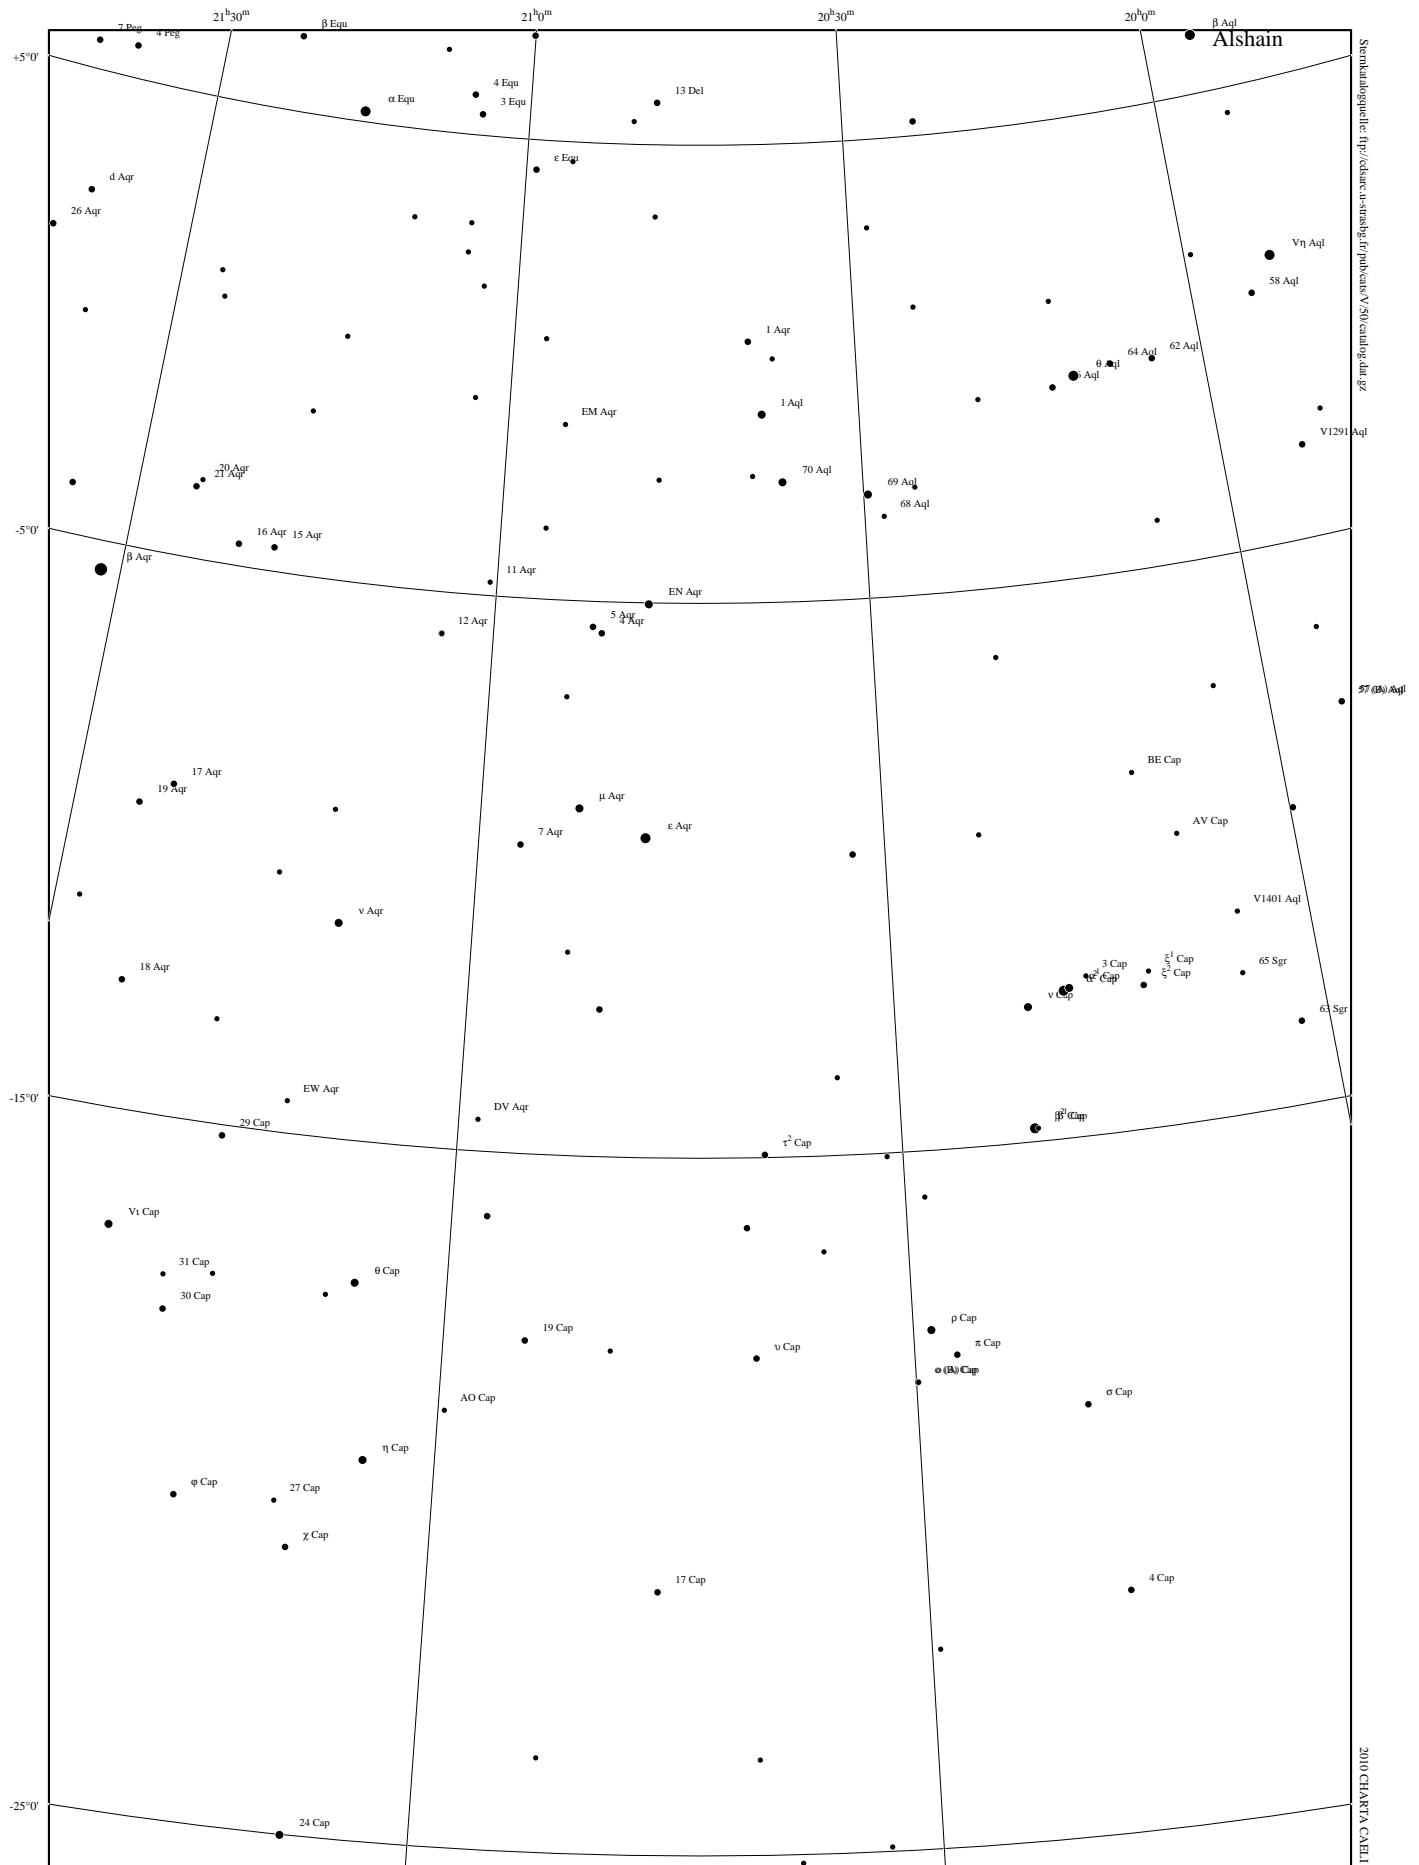 21h30m
21h0m
20h30m
20h0m
7 Peg
4 Peg
β Equ
β Aql
Alshain
+5°0'
α Equ
4 Equ
3 Equ
13 Del
ε Equ
d Aqr
26 Aqr
Vη Aql
58 Aql
1 Aqr
62 Aql
64 Aql
θ Aql
1 Aql
EM Aqr
V1291 Aql
20 Aqr
21 Aqr
70 Aql
69 Aql
68 Aql
-5°0'
16 Aqr
15 Aqr
β Aqr
11 Aqr
EN Aqr
12 Aqr
5 Aqr
4 Aqr
BE Cap
17 Aqr
19 Aqr
μ Aqr
7 Aqr
ε Aqr
AV Cap
V1401 Aql
ν Aqr
18 Aqr
3 Cap
ξ1 Cap
ξ2 Cap
65 Sgr
ν Cap
63 Sgr
-15°0'
EW Aqr
DV Aqr
29 Cap
τ2 Cap
Vι Cap
31 Cap
30 Cap
θ Cap
19 Cap
υ Cap
ρ Cap
π Cap
σ Cap
AO Cap
η Cap
φ Cap
27 Cap
χ Cap
17 Cap
4 Cap
-25°0'
24 Cap
Sternkatalogquelle: ftp://cdsarc.u-strasbg.fr/pub/cats/V/50/catalog.dat.gz
2010 CHARTA CAELI